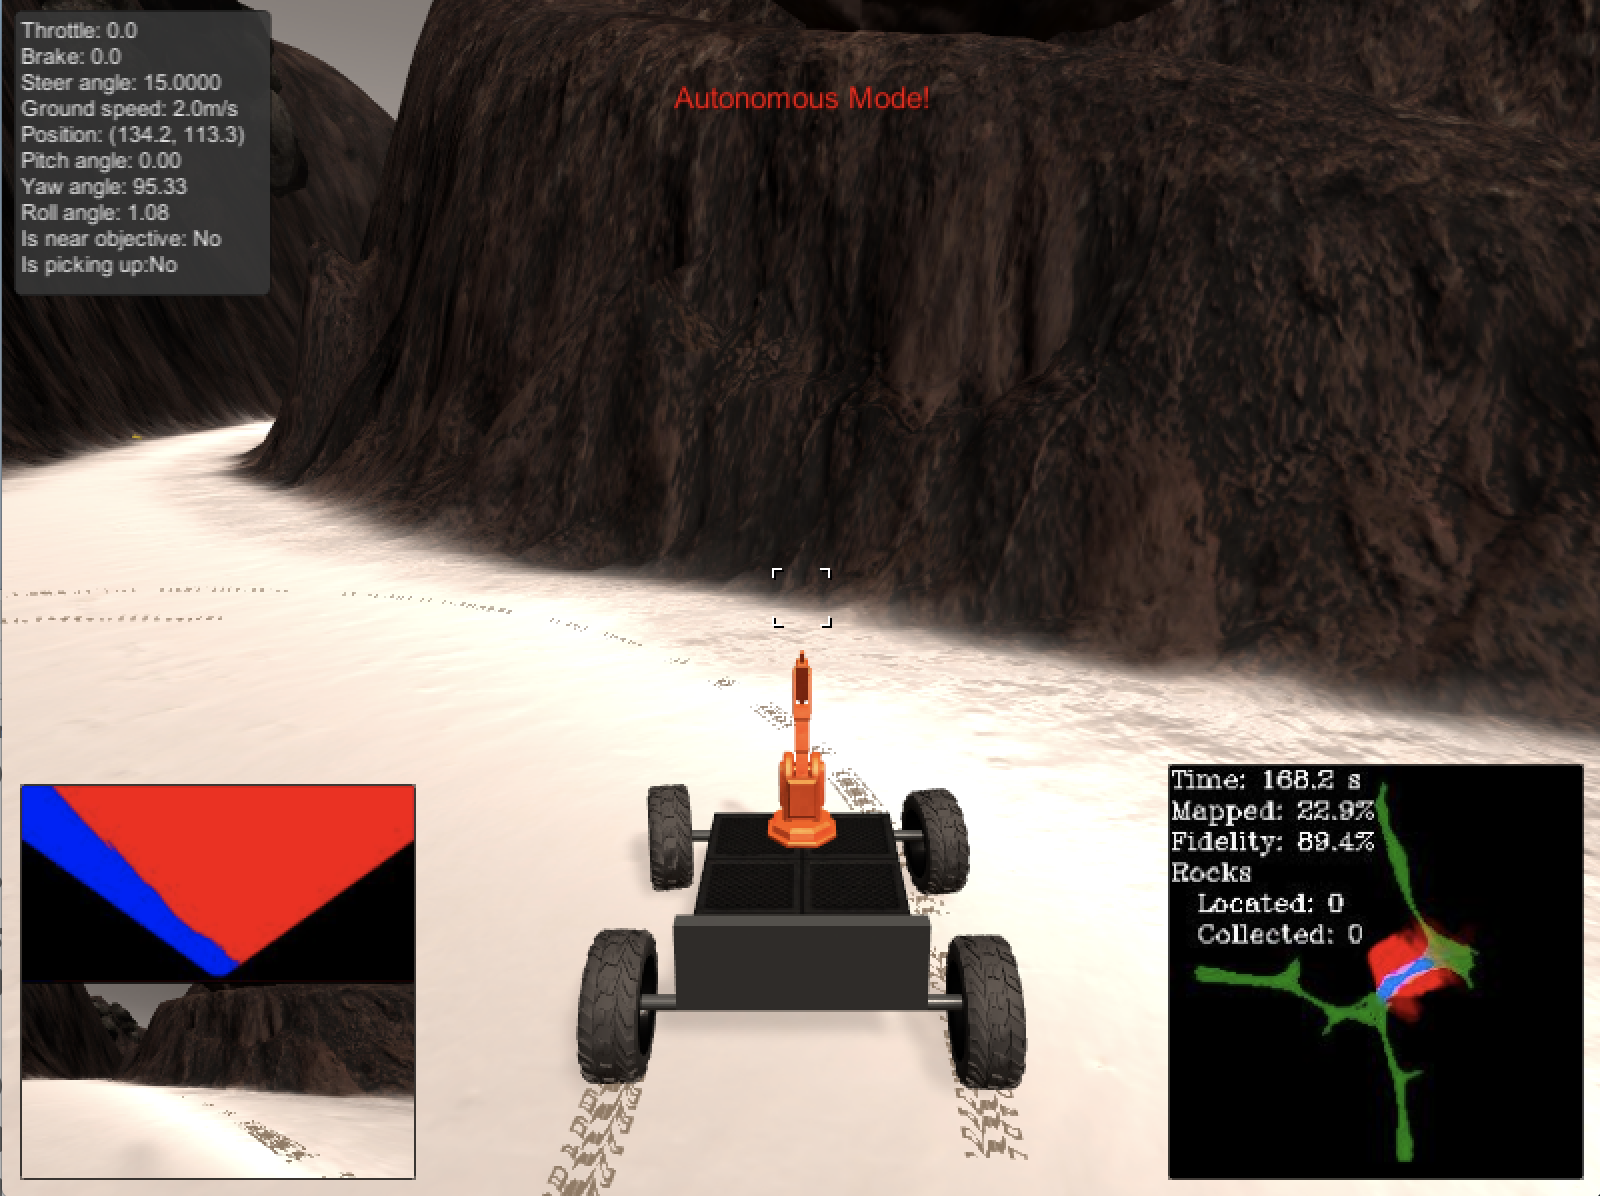 Throttle: 0.0
Brake: 0.0
Steer angle: 15.0000
Ground speed: 2.0m/s
Position: (134.2, 113.3)
Pitch angle: 0.00
Yaw angle: 95.33
Roll angle: 1.08
Is near objective: No
Is picking up:No
Autonomous Mode!
Time: 168.2 s
Mapped: 22.9%
Fidelity: 89.4%
Rocks
Located: 0
Collected: 0